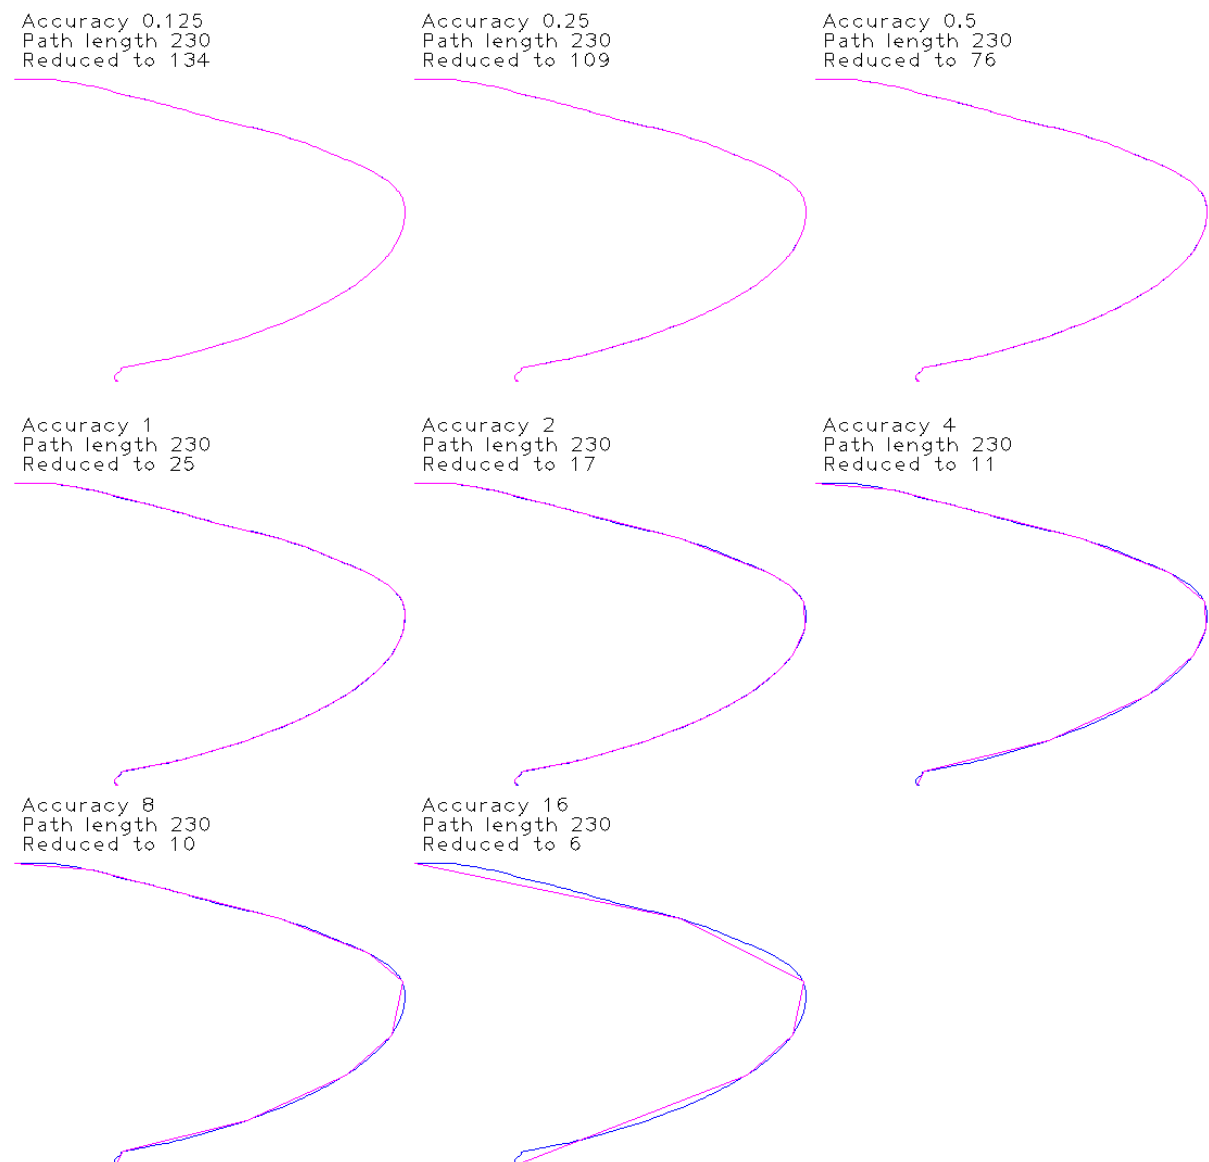 Accuracy 0.125
Path length 230
Reduced to 134
Accuracy 0.25
Path length 230
Reduced to 109
Accuracy 0.5
Path length 230
Reduced to 76
Accuracy 1
Path length 230
Reduced to 25
Accuracy 2
Path length 230
Reduced to 17
Accuracy 4
Path length 230
Reduced to 11
Accuracy 8
Path length 230
Reduced to 10
Accuracy 16
Path length 230
Reduced to 6